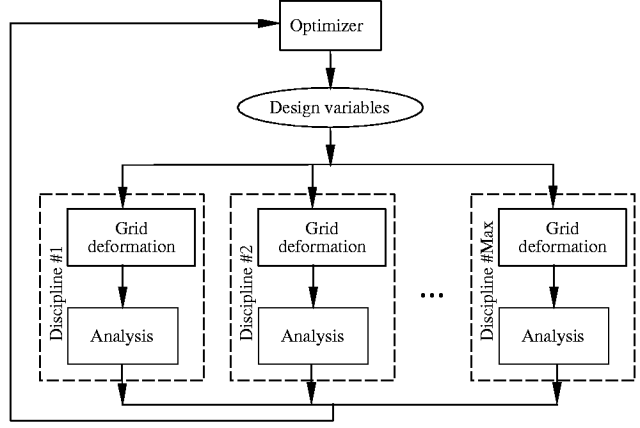 Optimizer
Design variables
Discipline #1
Grid
deformation
Analysis
Discipline #2
Grid
deformation
Analysis
...
Discipline #Max
Grid
deformation
Analysis